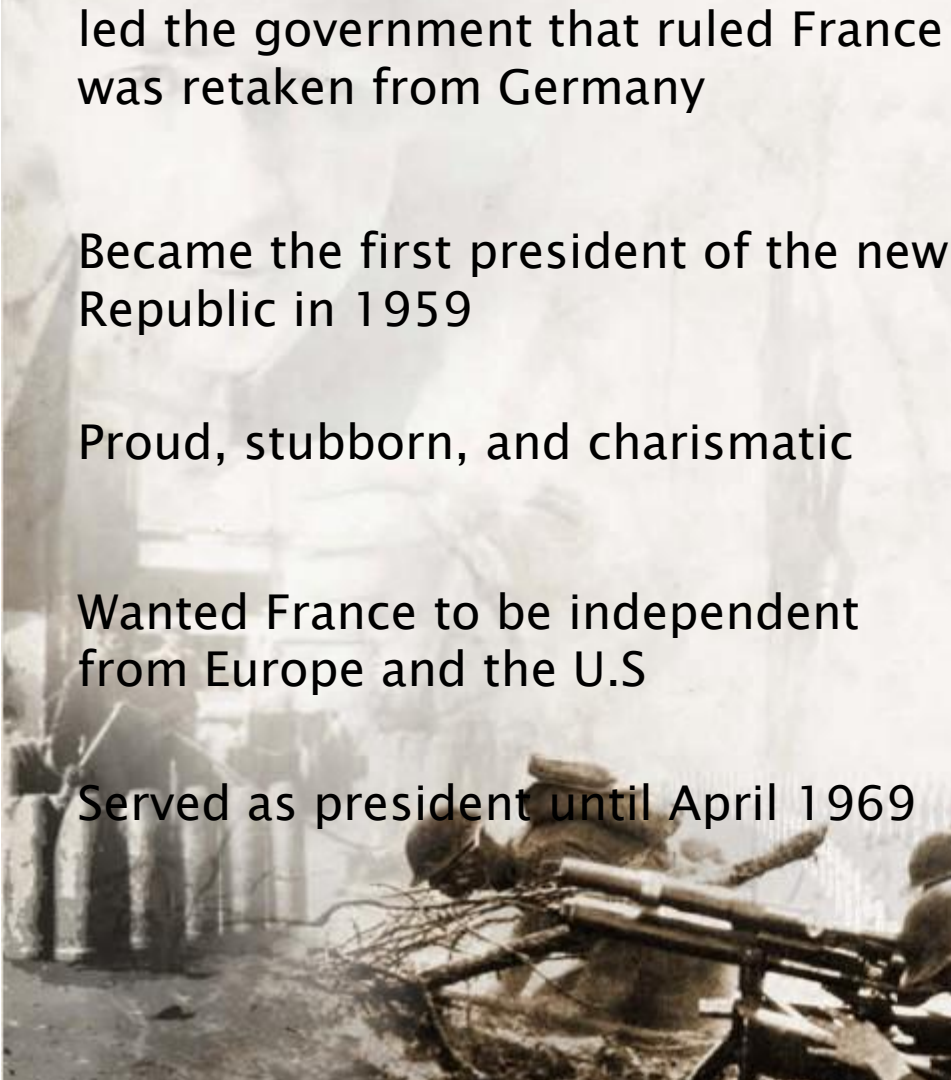 led the government that ruled France
was retaken from Germany
Became the first president of the new
Republic in 1959
Proud, stubborn, and charismatic
Wanted France to be independent
from Europe and the U.S
Served as president until April 1969